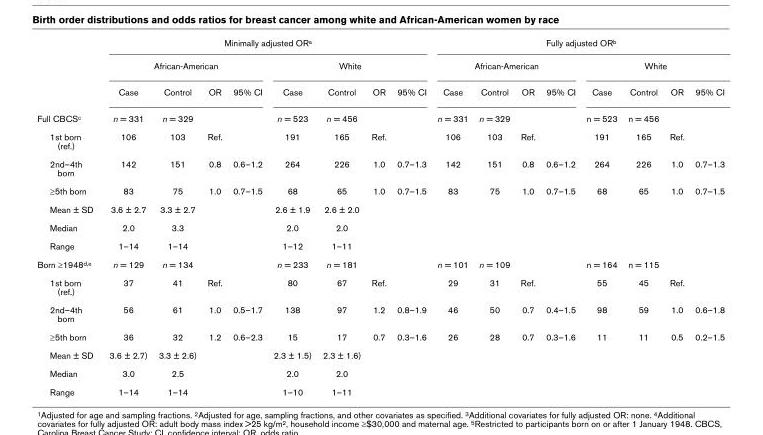 Birth order distributions and odds ratios for breast cancer among white and African-American women by race
Minimally adjusted ORᵃ Fully adjusted ORᵇ
African-American White African-American White
Case Control OR 95% CI Case Control OR 95% CI Case Control OR 95% CI Case Control OR 95% CI
Full CBCSᶜ n=331 n=329 n=523 n=456 n=331 n=329 n=523 n=456
1st born 106 103 Ref. 191 165 Ref. 106 103 Ref. 191 165 Ref.
(ref.)
2nd–4th 142 151 0.8 0.6–1.2 264 226 1.0 0.7–1.3 142 151 0.8 0.6–1.2 264 226 1.0 0.7–1.3
born
≥5th born 83 75 1.0 0.7–1.5 68 65 1.0 0.7–1.5 83 75 1.0 0.7–1.5 68 65 1.0 0.7–1.5
Mean ± SD 3.6 ± 2.7 3.3 ± 2.7 2.6 ± 1.9 2.6 ± 2.0
Median 2.0 3.3 2.0 2.0
Range 1–14 1–14 1–12 1–11
Born ≥1948ᵈ,ᵉ n=129 n=134 n=233 n=181 n=101 n=109 n=164 n=115
1st born 37 41 Ref. 80 67 Ref. 29 31 Ref. 55 45 Ref.
(ref.)
2nd–4th 56 61 1.0 0.5–1.7 138 97 1.2 0.8–1.9 46 50 0.7 0.4–1.5 98 59 1.0 0.6–1.8
born
≥5th born 36 32 1.2 0.6–2.3 15 17 0.7 0.3–1.6 26 28 0.7 0.3–1.6 11 11 0.5 0.2–1.5
Mean ± SD 3.6 ± 2.7) 3.3 ± 2.6) 2.3 ± 1.5) 2.3 ± 1.6)
Median 3.0 2.5 2.0 2.0
Range 1–14 1–14 1–10 1–11
¹Adjusted for age and sampling fractions. ²Adjusted for age, sampling fractions, and other covariates as specified. ³Additional covariates for fully adjusted OR: none. ⁴Additional
covariates for fully adjusted OR: adult body mass index >25 kg/m², household income ≥$30,000 and maternal age. ⁵Restricted to participants born on or after 1 January 1948. CBCS,
Carolina Breast Cancer Study; CI, confidence interval; OR, odds ratio.